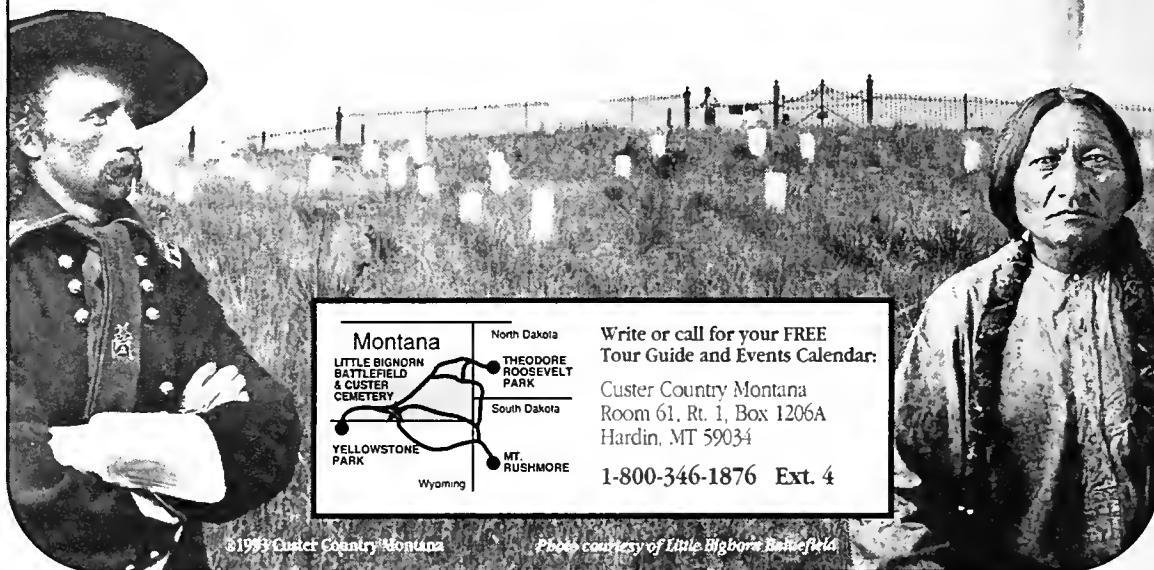 Montana
LITTLE BIGNORN
BATTLEFIELD
& CUSTER
CEMETERY
North Dakota
THEODORE
ROOSEVELT
PARK
South Dakota
YELLOWSTONE
PARK
MT.
RUSHMORE
Wyoming
Write or call for your FREE
Tour Guide and Events Calendar:
Custer Country Montana
Room 61, Rt. 1, Box 1206A
Hardin, MT 59034
1-800-346-1876 Ext. 4
©1993 Custer Country Montana
Photo courtesy of Little Bighorn Battlefield